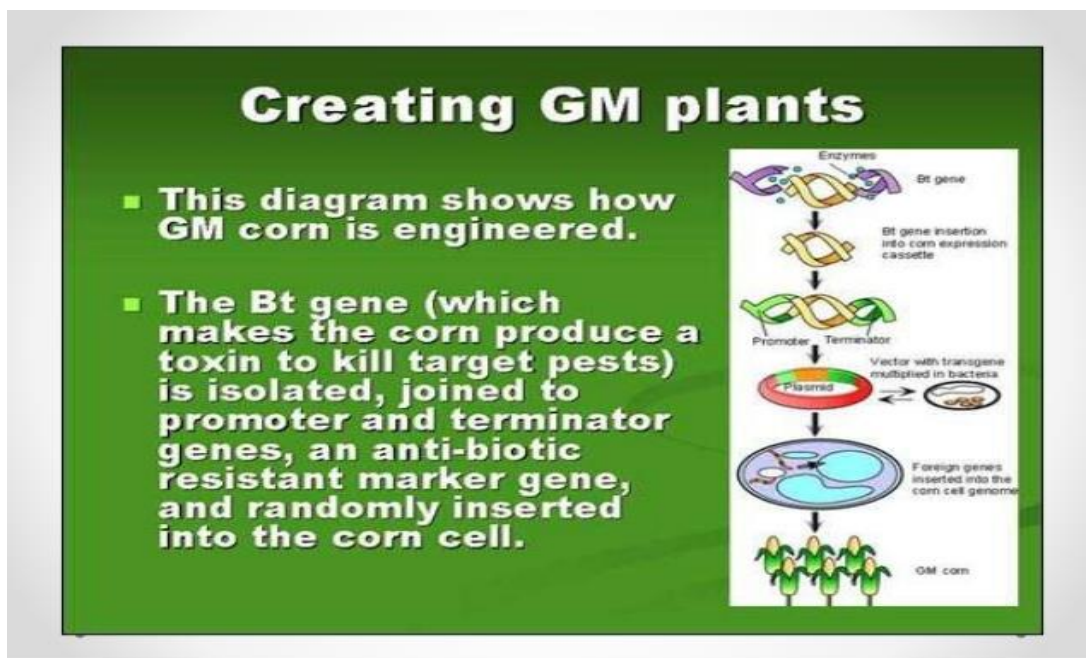 Creating GM plants
This diagram shows how
GM corn is engineered.
The Bt gene (which
makes the corn produce a
toxin to kill target pests)
is isolated, joined to
promoter and terminator
genes, an anti-biotic
resistant marker gene,
and randomly inserted
into the corn cell.
Enzymes
Bt gene
Bt gene insertion
into corn expression
cassette
Promoter
Terminator
Vector with transgene
multiplied in bacteria
Plasmid
Foreign genes
inserted into the
corn cell genome
GM corn